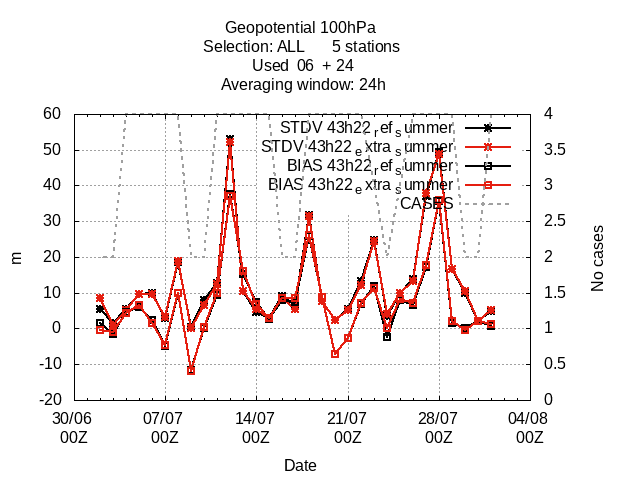 Geopotential 100hPa
Selection: ALL 5 stations
Used 06 + 24
Averaging window: 24h
STDV 43h22_ref_summer
STDV 43h22_extra_summer
BIAS 43h22_ref_summer
BIAS 43h22_extra_summer
CASES
60
50
40
30
20
10
0
-10
-20
m
4
3.5
3
2.5
2
1.5
1
0.5
0
No cases
30/06 07/07 14/07 21/07 28/07 04/08
00Z 00Z 00Z 00Z 00Z 00Z
Date